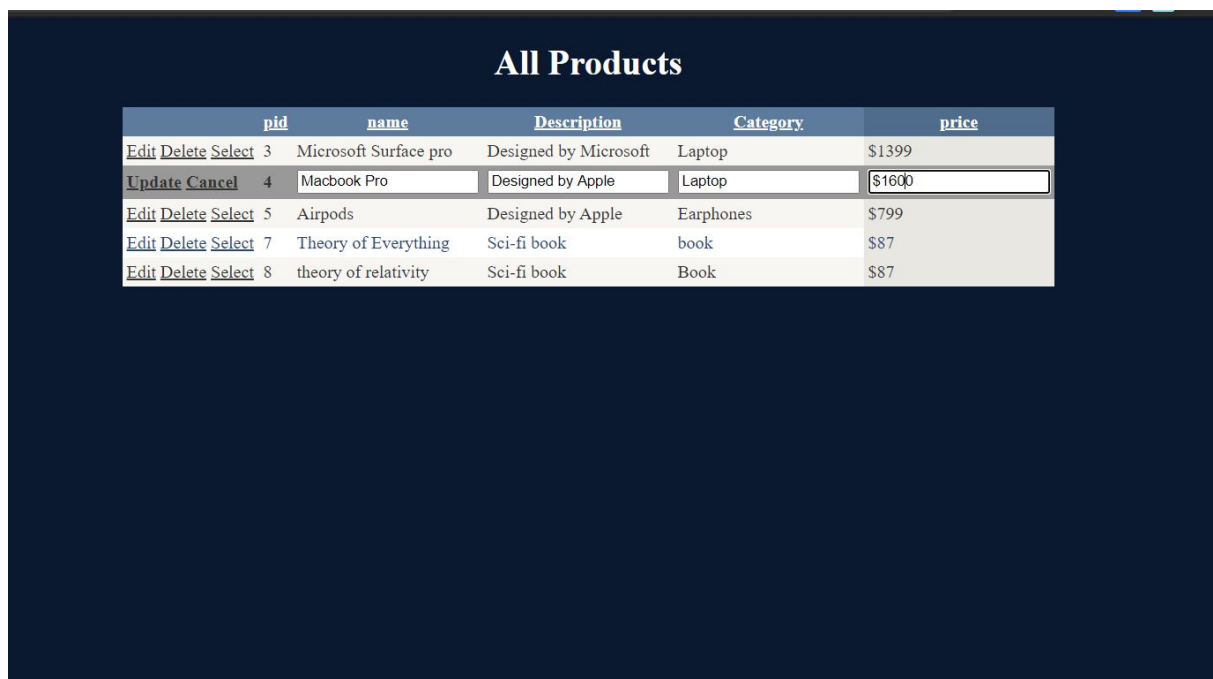 All Products
pid name Description Category price
Edit Delete Select 3 Microsoft Surface pro Designed by Microsoft Laptop $1399
Update Cancel 4 Macbook Pro Designed by Apple Laptop $1600
Edit Delete Select 5 Airpods Designed by Apple Earphones $799
Edit Delete Select 7 Theory of Everything Sci-fi book book $87
Edit Delete Select 8 theory of relativity Sci-fi book Book $87